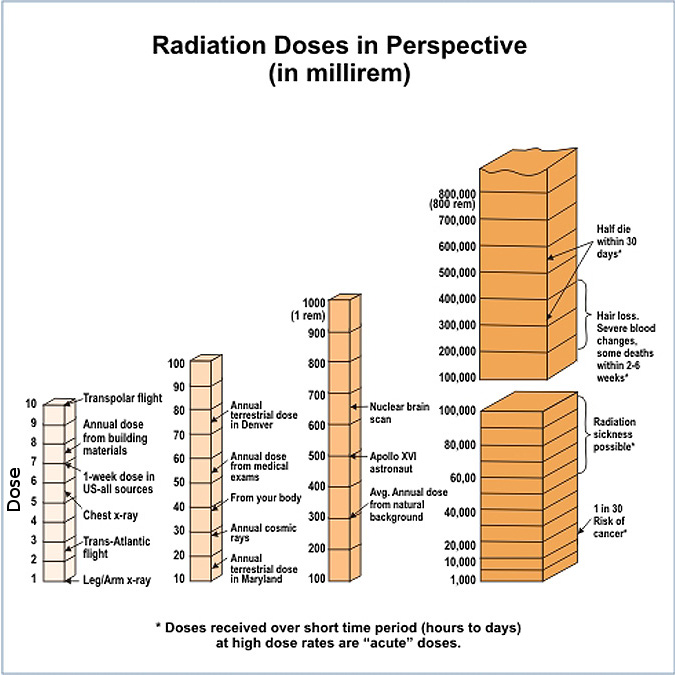 Radiation Doses in Perspective
(in millirem)
Dose
10
9
8
7
6
5
4
3
2
1
Transpolar flight
Annual dose
from building
materials
1-week dose in
US-all sources
Chest x-ray
Trans-Atlantic
flight
Leg/Arm x-ray
100
90
80
70
60
50
40
30
20
10
Annual
terrestrial dose
in Denver
Annual dose
from medical
exams
From your body
Annual cosmic
rays
Annual
terrestrial dose
in Maryland
1000
(1 rem)
900
800
700
600
500
400
300
200
100
Nuclear brain
scan
Apollo XVI
astronaut
Avg. Annual dose
from natural
background
800,000
(800 rem)
700,000
600,000
500,000
400,000
300,000
200,000
100,000
Half die
within 30
days*
Hair loss.
Severe blood
changes,
some deaths
within 2-6
weeks*
100,000
80,000
60,00
40,000
20,000
10,000
1,000
Radiation
sickness
possible*
1 in 30
Risk of
cancer*
* Doses received over short time period (hours to days)
at high dose rates are “acute” doses.